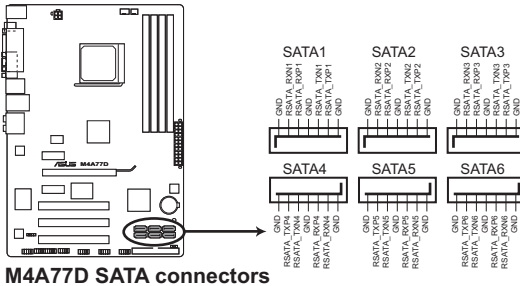 SATA1
GND
RSATA_RXN1
RSATA_RXP1
GND
RSATA_TXN1
RSATA_TXP1
GND
SATA2
GND
RSATA_RXN2
RSATA_RXP2
GND
RSATA_TXN2
RSATA_TXP2
GND
SATA3
GND
RSATA_RXN3
RSATA_RXP3
GND
RSATA_TXN3
RSATA_TXP3
GND
ASUS M4A77D
SATA4
GND
RSATA_TXP4
RSATA_TXN4
GND
RSATA_RXP4
RSATA_RXN4
GND
SATA5
GND
RSATA_TXP5
RSATA_TXN5
GND
RSATA_RXP5
RSATA_RXN5
GND
SATA6
GND
RSATA_TXP6
RSATA_TXN6
GND
RSATA_RXP6
RSATA_RXN6
GND
M4A77D SATA connectors